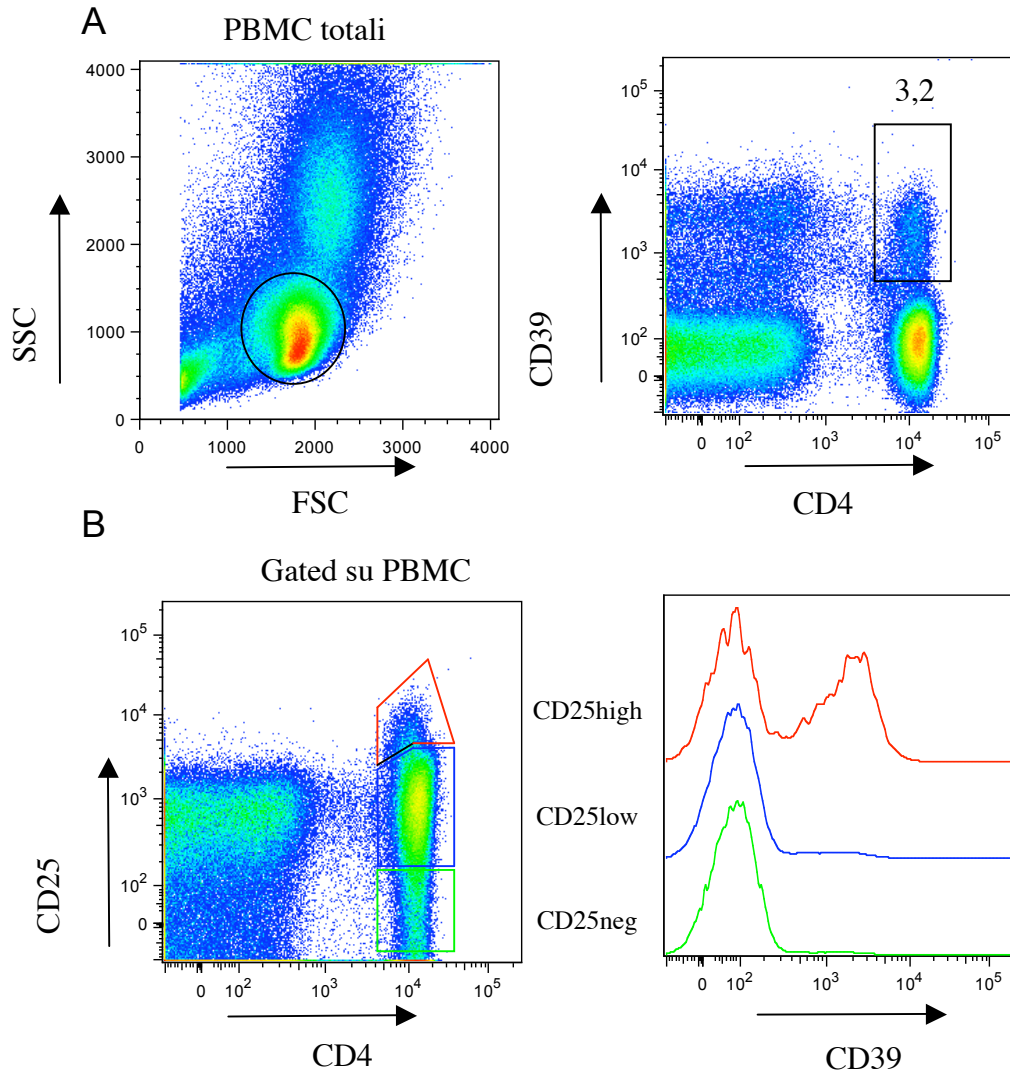 A
PBMC totali
4000
3000
2000
1000
0
0 1000 2000 3000 4000
SSC
FSC
3,2
10^5
10^4
10^3
10^2
0
0 10^2 10^3 10^4 10^5
CD39
CD4
B
Gated su PBMC
10^5
10^4
10^3
10^2
0
0 10^2 10^3 10^4 10^5
CD25
CD4
CD25high
CD25low
CD25neg
0 10^2 10^3 10^4 10^5
CD39